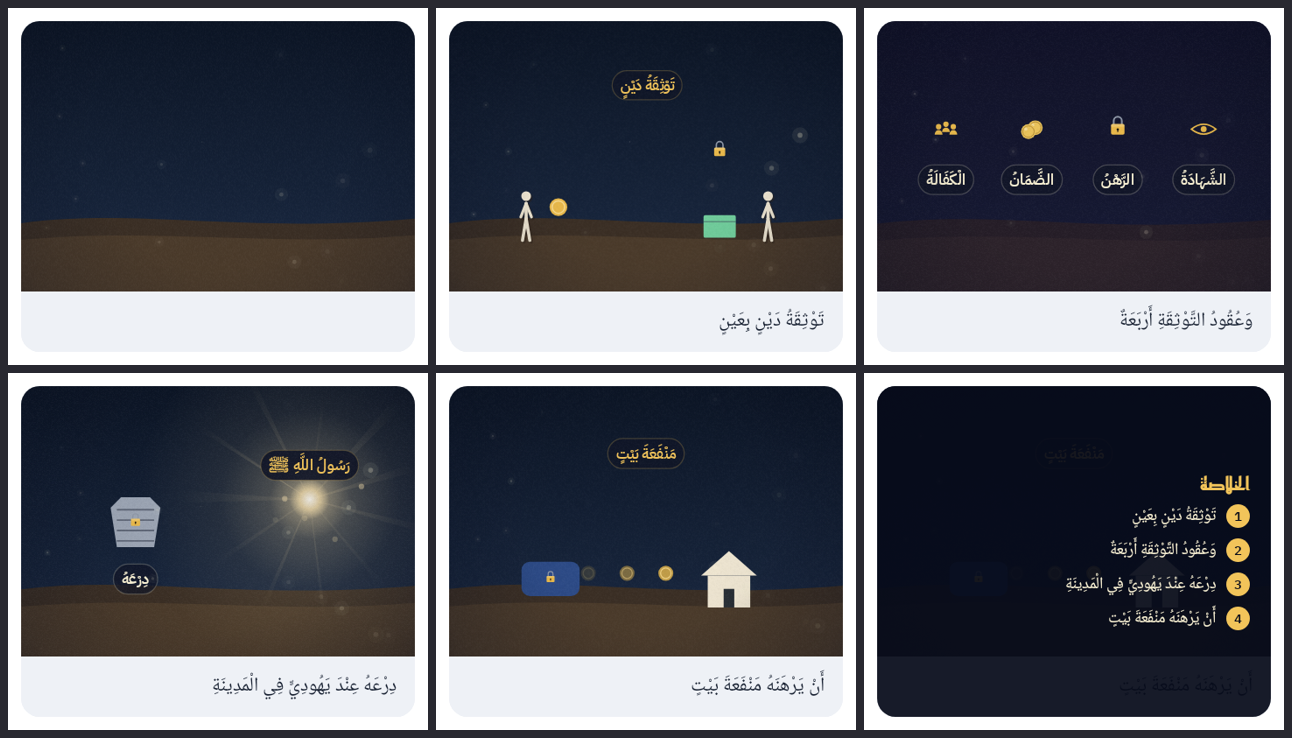 تَوْثِقَةُ دَيْنٍ
تَوْثِقَةُ دَيْنٍ بِعَيْنٍ
الشَّهَادَةُ
الرَّهْنُ
الضَّمَانُ
الْكَفَالَةُ
وَعُقُودُ التَّوْثِقَةِ أَرْبَعَةٌ
رَسُولُ اللَّهِ ﷺ
دِرْعَهُ
دِرْعَهُ عِنْدَ يَهُودِيٍّ فِي الْمَدِينَةِ
مَنْفَعَةَ بَيْتٍ
أَنْ يَرْهَنَهُ مَنْفَعَةَ بَيْتٍ
مَنْفَعَةَ بَيْتٍ
الخلاصة
1 تَوْثِقَةُ دَيْنٍ بِعَيْنٍ
2 وَعُقُودُ التَّوْثِقَةِ أَرْبَعَةٌ
3 دِرْعَهُ عِنْدَ يَهُودِيٍّ فِي الْمَدِينَةِ
4 أَنْ يَرْهَنَهُ مَنْفَعَةَ بَيْتٍ
أَنْ يَرْهَنَهُ مَنْفَعَةَ بَيْتٍ